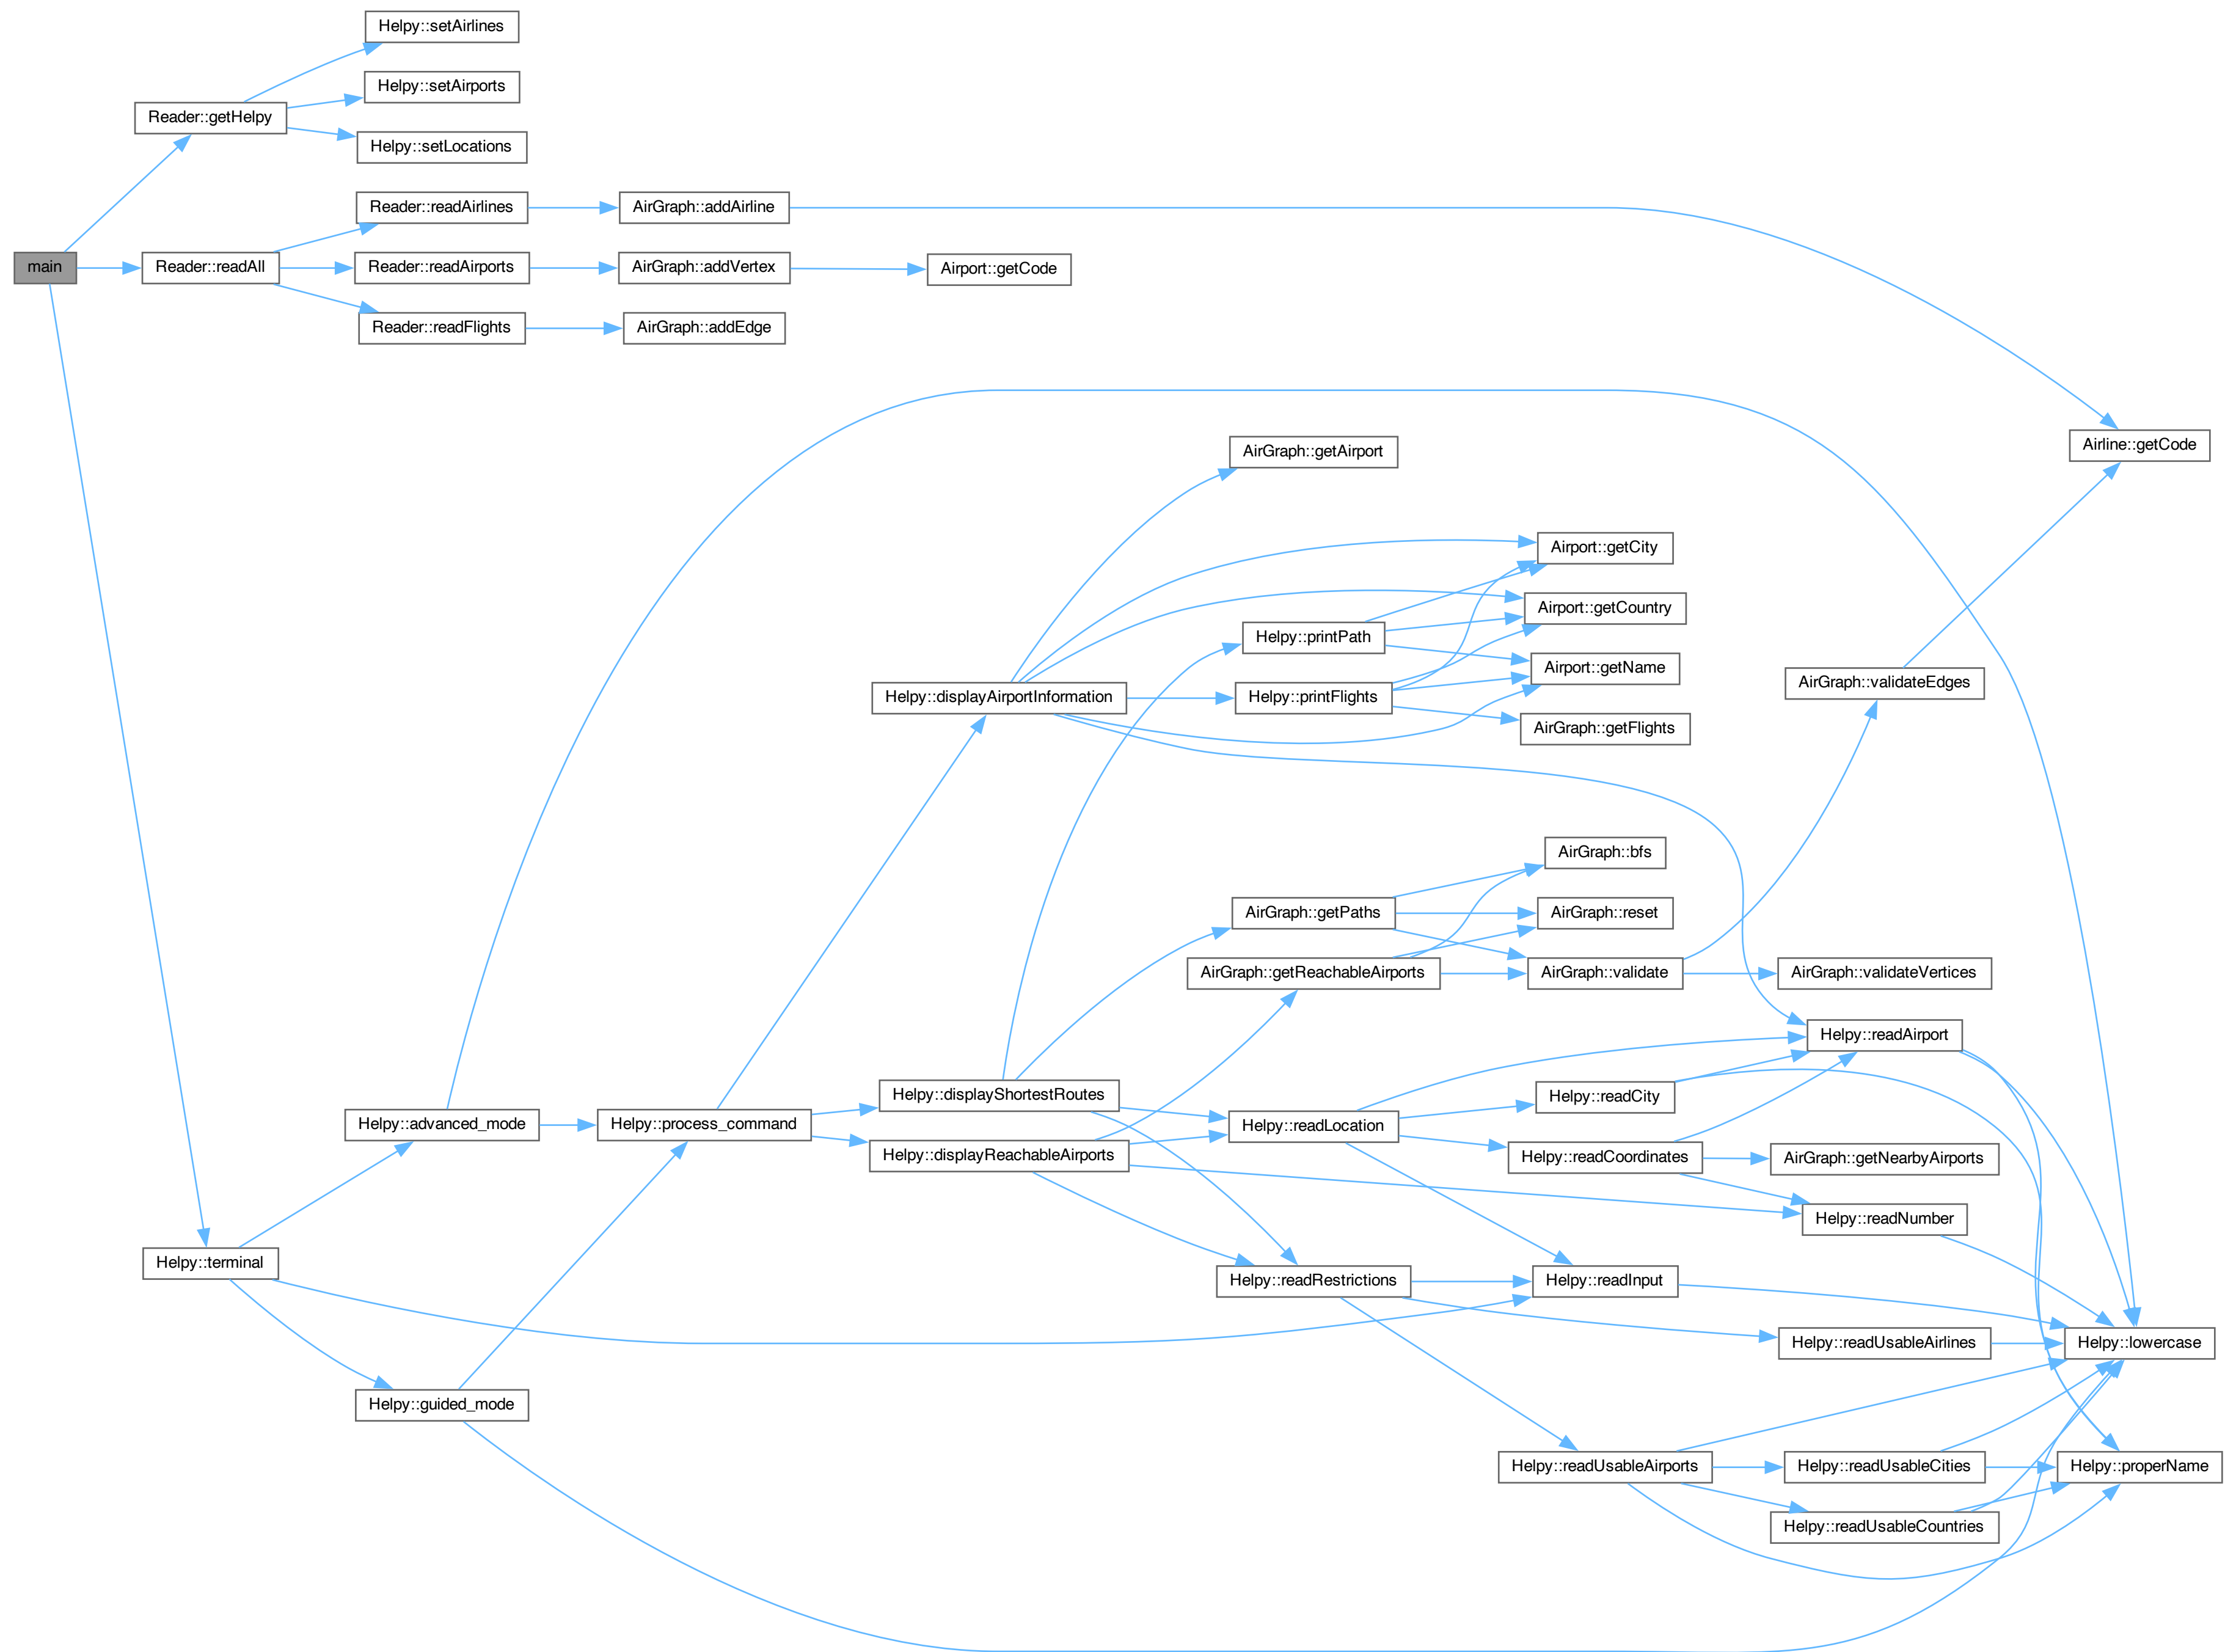 Helpy::setAirlines
Helpy::setAirports
Reader::getHelpy
Helpy::setLocations
Reader::readAirlines
AirGraph::addAirline
main
Reader::readAll
Reader::readAirports
AirGraph::addVertex
Airport::getCode
Reader::readFlights
AirGraph::addEdge
Airline::getCode
AirGraph::getAirport
Airport::getCity
Airport::getCountry
Helpy::printPath
Airport::getName
AirGraph::validateEdges
Helpy::displayAirportInformation
Helpy::printFlights
AirGraph::getFlights
AirGraph::bfs
AirGraph::getPaths
AirGraph::reset
AirGraph::getReachableAirports
AirGraph::validate
AirGraph::validateVertices
Helpy::readAirport
Helpy::displayShortestRoutes
Helpy::readCity
Helpy::advanced_mode
Helpy::process_command
Helpy::readLocation
Helpy::displayReachableAirports
Helpy::readCoordinates
AirGraph::getNearbyAirports
Helpy::readNumber
Helpy::terminal
Helpy::readRestrictions
Helpy::readInput
Helpy::readUsableAirlines
Helpy::lowercase
Helpy::guided_mode
Helpy::readUsableAirports
Helpy::readUsableCities
Helpy::properName
Helpy::readUsableCountries